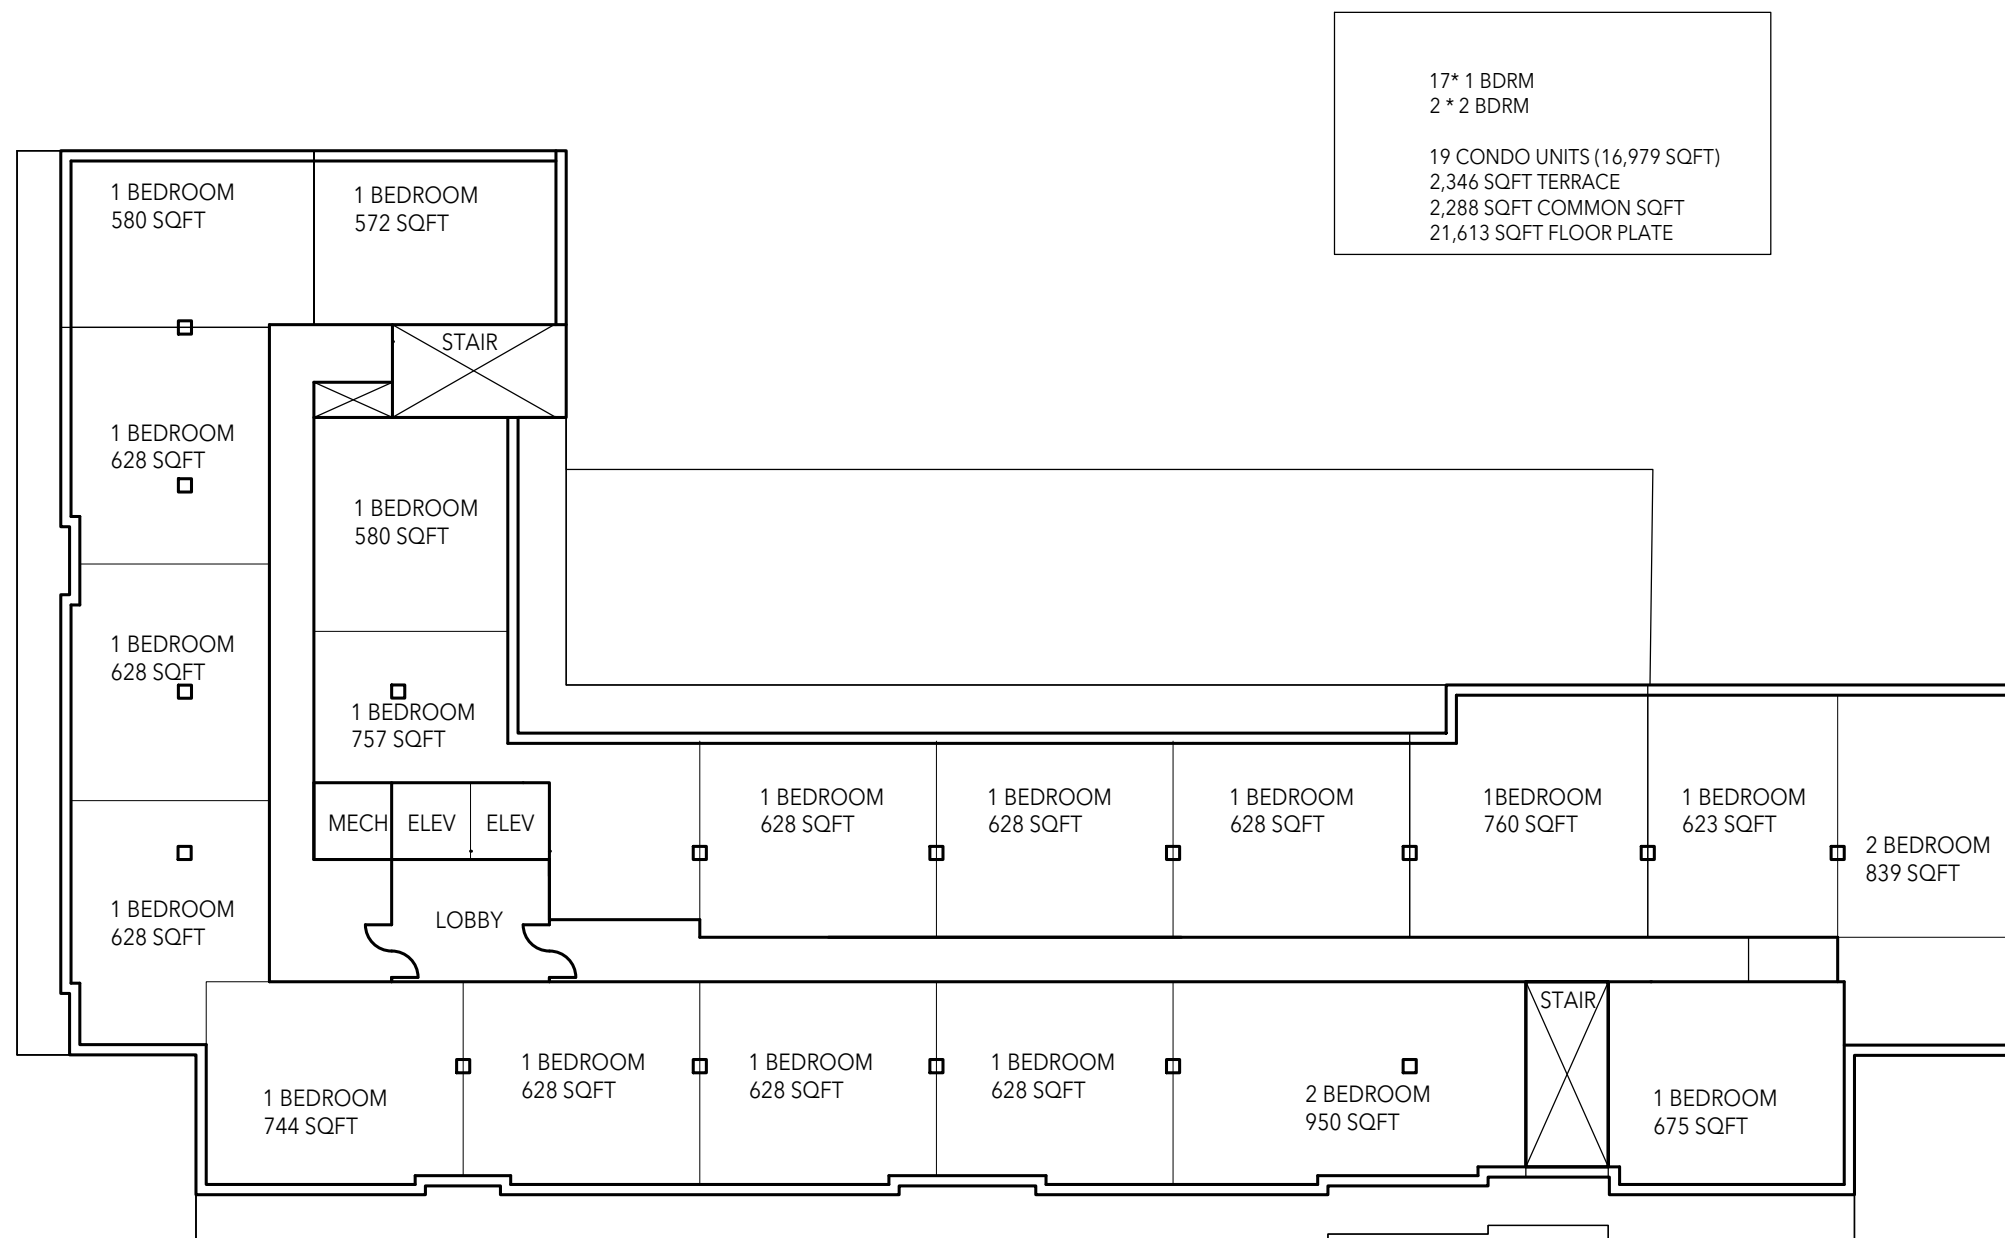 17* 1 BDRM
2 * 2 BDRM
19 CONDO UNITS (16,979 SQFT)
2,346 SQFT TERRACE
2,288 SQFT COMMON SQFT
21,613 SQFT FLOOR PLATE
1 BEDROOM
580 SQFT
1 BEDROOM
572 SQFT
STAIR
1 BEDROOM
628 SQFT
1 BEDROOM
580 SQFT
1 BEDROOM
628 SQFT
1 BEDROOM
757 SQFT
MECH
ELEV
ELEV
1 BEDROOM
628 SQFT
1 BEDROOM
628 SQFT
1 BEDROOM
628 SQFT
1BEDROOM
760 SQFT
1 BEDROOM
623 SQFT
2 BEDROOM
839 SQFT
1 BEDROOM
628 SQFT
LOBBY
STAIR
1 BEDROOM
744 SQFT
1 BEDROOM
628 SQFT
1 BEDROOM
628 SQFT
1 BEDROOM
628 SQFT
2 BEDROOM
950 SQFT
1 BEDROOM
675 SQFT